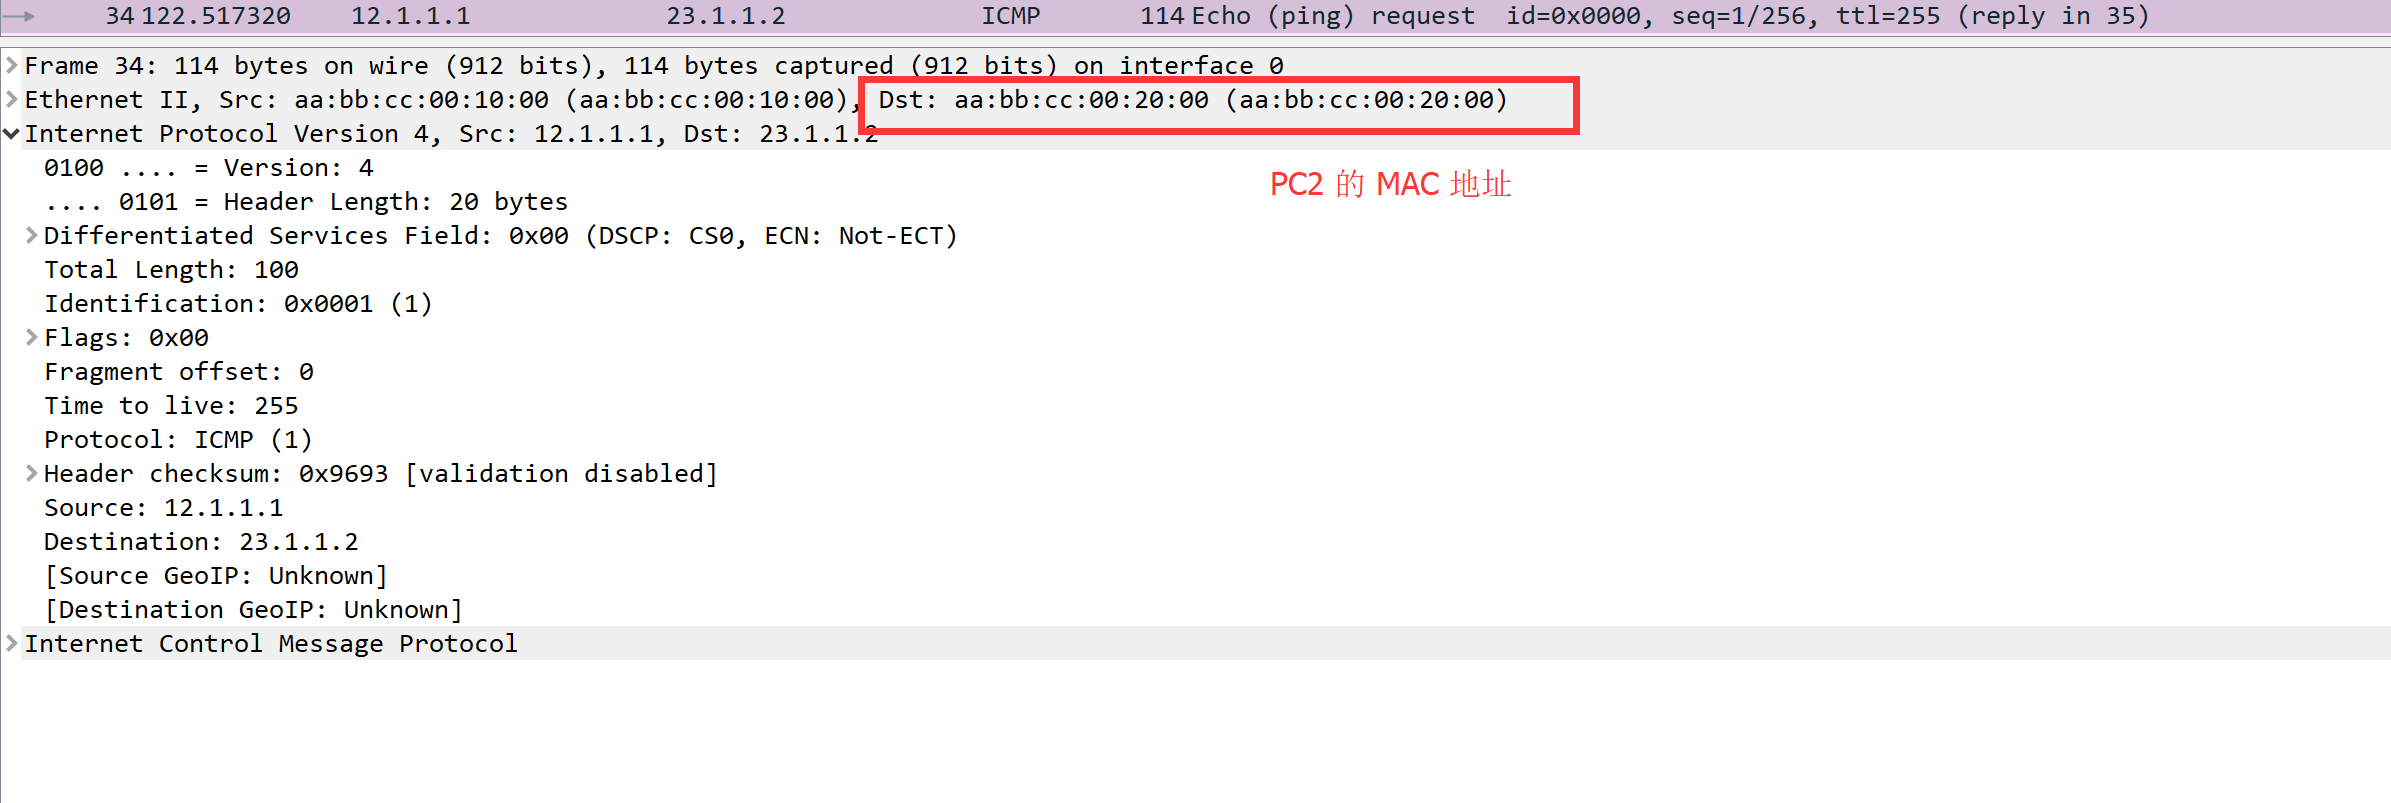 34 122.517320 12.1.1.1 23.1.1.2 ICMP 114 Echo (ping) request id=0x0000, seq=1/256, ttl=255 (reply in 35)
Frame 34: 114 bytes on wire (912 bits), 114 bytes captured (912 bits) on interface 0
Ethernet II, Src: aa:bb:cc:00:10:00 (aa:bb:cc:00:10:00), Dst: aa:bb:cc:00:20:00 (aa:bb:cc:00:20:00)
Internet Protocol Version 4, Src: 12.1.1.1, Dst: 23.1.1.2
0100 .... = Version: 4
PC2 的 MAC 地址
.... 0101 = Header Length: 20 bytes
Differentiated Services Field: 0x00 (DSCP: CS0, ECN: Not-ECT)
Total Length: 100
Identification: 0x0001 (1)
Flags: 0x00
Fragment offset: 0
Time to live: 255
Protocol: ICMP (1)
Header checksum: 0x9693 [validation disabled]
Source: 12.1.1.1
Destination: 23.1.1.2
[Source GeoIP: Unknown]
[Destination GeoIP: Unknown]
Internet Control Message Protocol